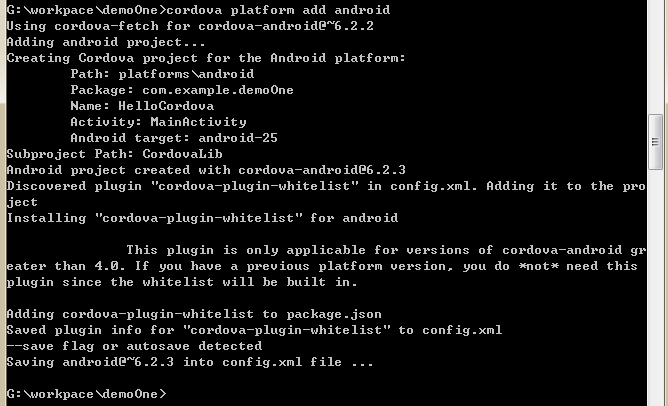 G:\workpace\demoOne>cordova platform add android
Using cordova-fetch for cordova-android@~6.2.2
Adding android project...
Creating Cordova project for the Android platform:
Path: platforms\android
Package: com.example.demoOne
Name: HelloCordova
Activity: MainActivity
Android target: android-25
Subproject Path: CordovaLib
Android project created with cordova-android@6.2.3
Discovered plugin "cordova-plugin-whitelist" in config.xml. Adding it to the pro
ject
Installing "cordova-plugin-whitelist" for android
This plugin is only applicable for versions of cordova-android gr
eater than 4.0. If you have a previous platform version, you do *not* need this
plugin since the whitelist will be built in.
Adding cordova-plugin-whitelist to package.json
Saved plugin info for "cordova-plugin-whitelist" to config.xml
--save flag or autosave detected
Saving android@~6.2.3 into config.xml file ...
G:\workpace\demoOne>